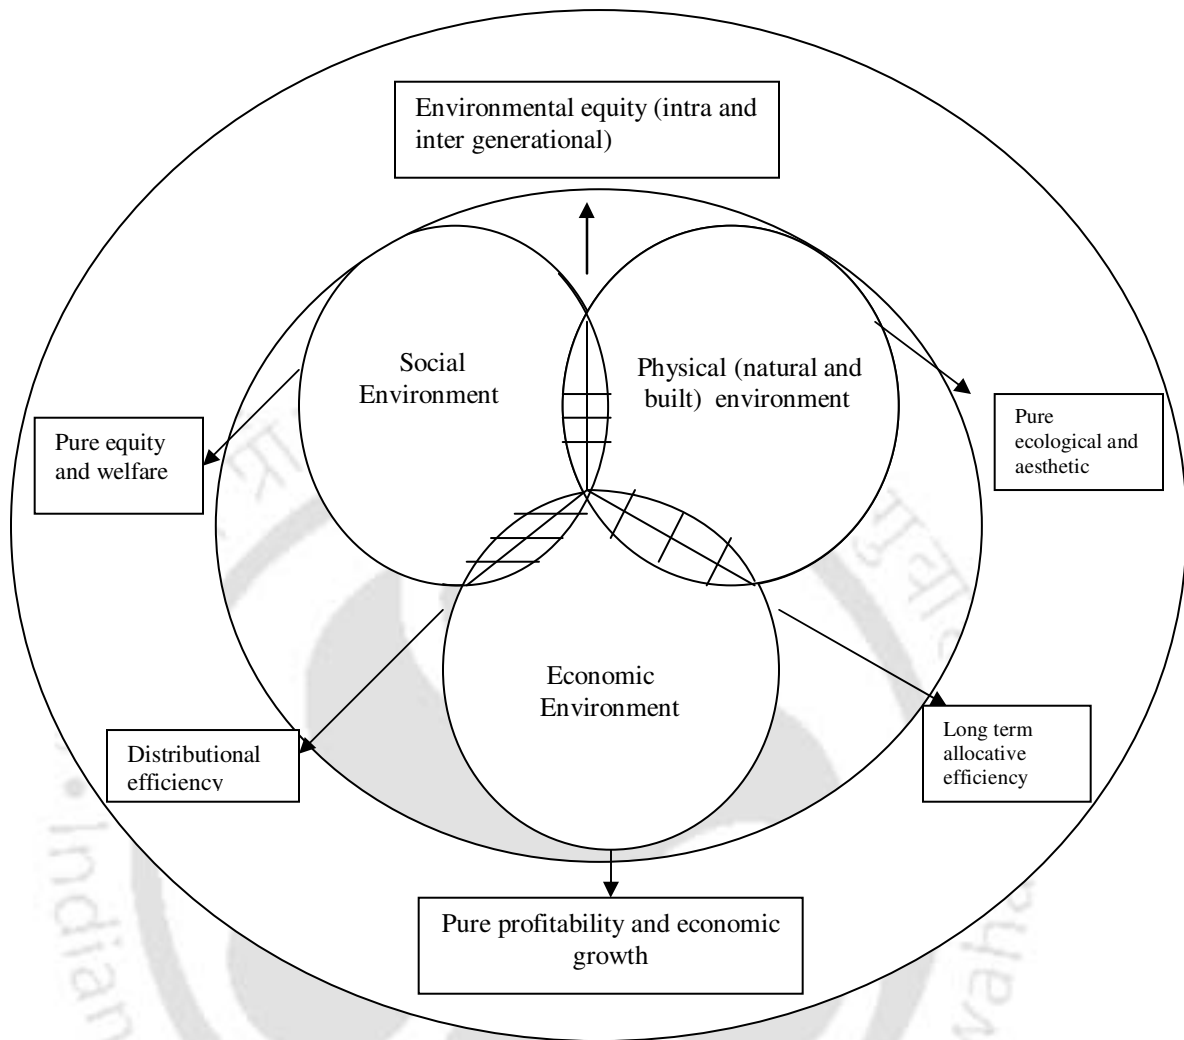 Environmental equity (intra and
inter generational)
Social
Environment
Physical (natural and
built) environment
Pure equity
and welfare
Pure
ecological and
aesthetic
Economic
Environment
Distributional
efficiency
Long term
allocative
efficiency
Pure profitability and economic
growth
Indian